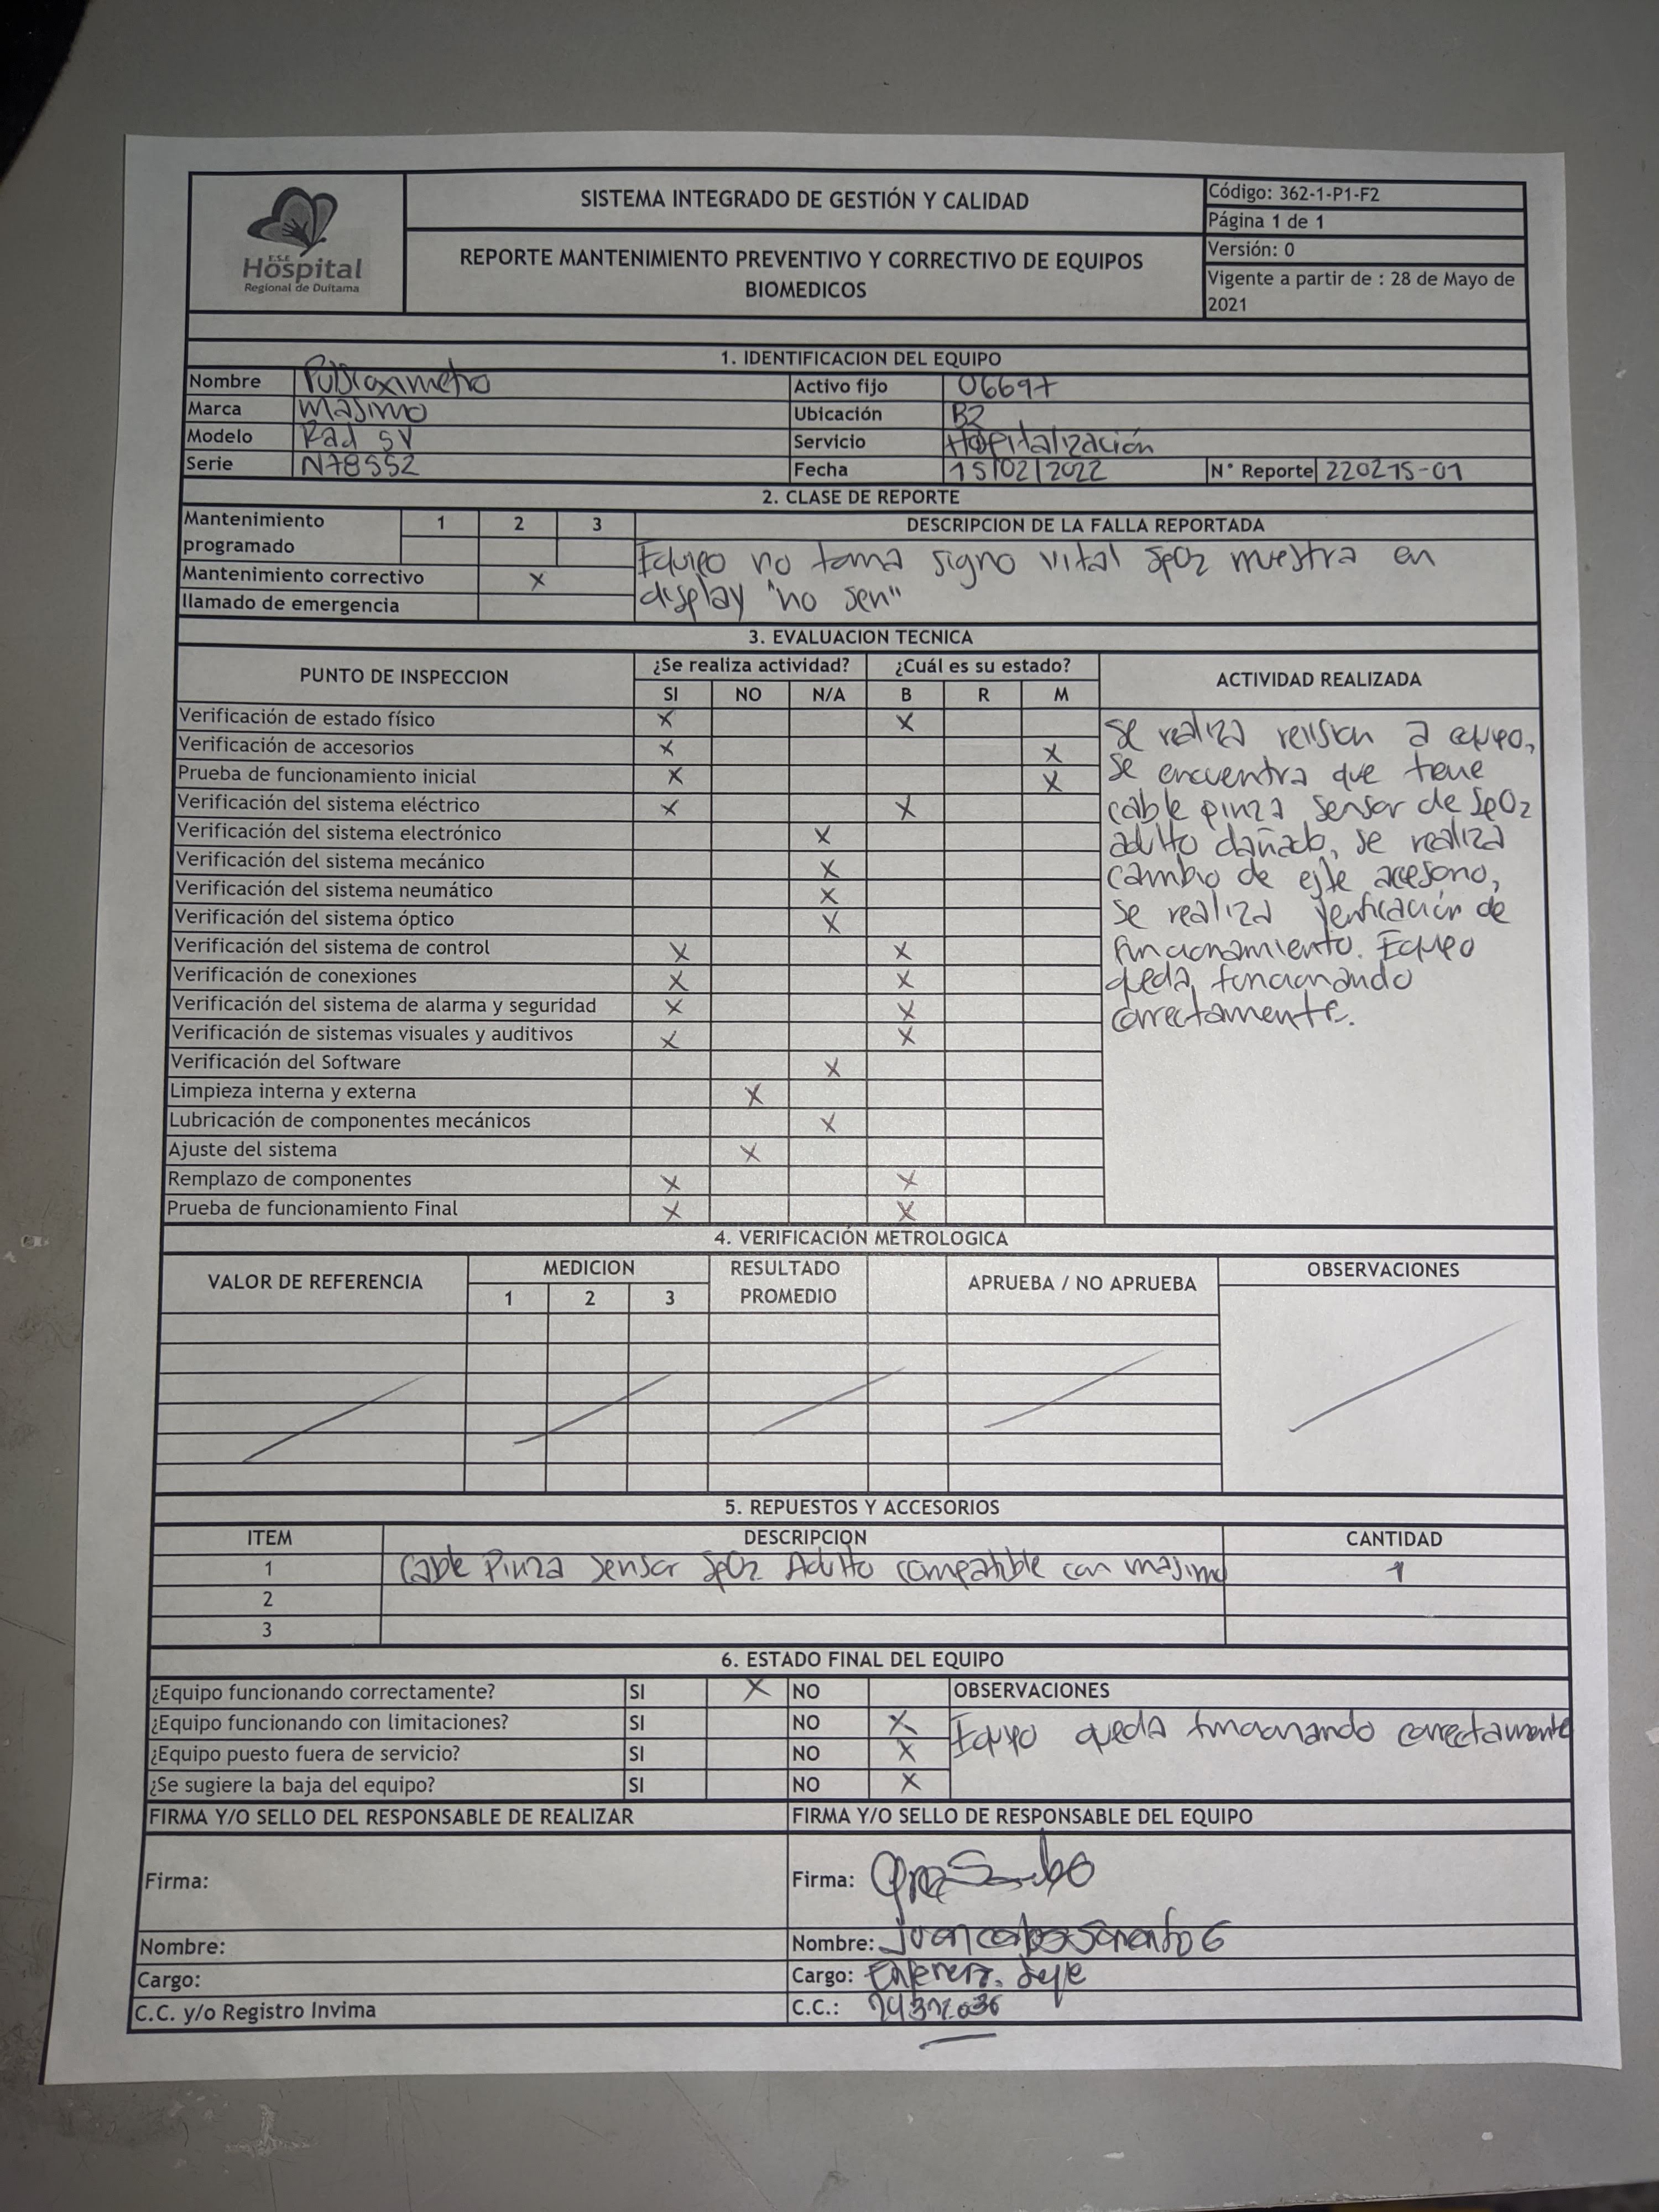 E.S.E
Hospital
Regional de Duitama
SISTEMA INTEGRADO DE GESTIÓN Y CALIDAD
REPORTE MANTENIMIENTO PREVENTIVO Y CORRECTIVO DE EQUIPOS
BIOMEDICOS
Código: 362-1-P1-F2
Página 1 de 1
Versión: 0
Vigente a partir de : 28 de Mayo de
2021
1. IDENTIFICACION DEL EQUIPO
Nombre Pulsioximetro Activo fijo 06697
Marca Masimo Ubicación B2
Modelo Rad 5V Servicio Hospitalización
Serie N78552 Fecha 15/02/2022 N° Reporte 220215-01
2. CLASE DE REPORTE
Mantenimiento
programado
1 2 3
DESCRIPCION DE LA FALLA REPORTADA
Mantenimiento correctivo X
llamado de emergencia
Equipo no toma signo vital SpO2 muestra en
display "no sen"
3. EVALUACION TECNICA
PUNTO DE INSPECCION ¿Se realiza actividad? ¿Cuál es su estado? ACTIVIDAD REALIZADA
SI NO N/A B R M
Verificación de estado físico X X
Verificación de accesorios X X
Prueba de funcionamiento inicial X X
Verificación del sistema eléctrico X X
Verificación del sistema electrónico X
Verificación del sistema mecánico X
Verificación del sistema neumático X
Verificación del sistema óptico X
Verificación del sistema de control X X
Verificación de conexiones X X
Verificación del sistema de alarma y seguridad X X
Verificación de sistemas visuales y auditivos X X
Verificación del Software X
Limpieza interna y externa X
Lubricación de componentes mecánicos X
Ajuste del sistema X
Remplazo de componentes X X
Prueba de funcionamiento Final X X
Se realiza revision a equipo,
se encuentra que tiene
cable pinza sensor de SpO2
adulto dañado, se realiza
cambio de este accesorio,
se realiza verificación de
funcionamiento. Equipo
queda funcionando
correctamente.
4. VERIFICACIÓN METROLOGICA
VALOR DE REFERENCIA MEDICION RESULTADO PROMEDIO APRUEBA / NO APRUEBA OBSERVACIONES
1 2 3
5. REPUESTOS Y ACCESORIOS
ITEM DESCRIPCION CANTIDAD
1 Cable Pinza Sensor SpO2 Adulto compatible con masimo 1
2
3
6. ESTADO FINAL DEL EQUIPO
¿Equipo funcionando correctamente? SI X NO OBSERVACIONES
¿Equipo funcionando con limitaciones? SI NO X Equipo queda funcionando correctamente
¿Equipo puesto fuera de servicio? SI NO X
¿Se sugiere la baja del equipo? SI NO X
FIRMA Y/O SELLO DEL RESPONSABLE DE REALIZAR FIRMA Y/O SELLO DE RESPONSABLE DEL EQUIPO
Firma: Firma:
Nombre: Nombre: Juan Carlos Sarmiento G
Cargo: Cargo: Jefe
C.C. y/o Registro Invima C.C.: